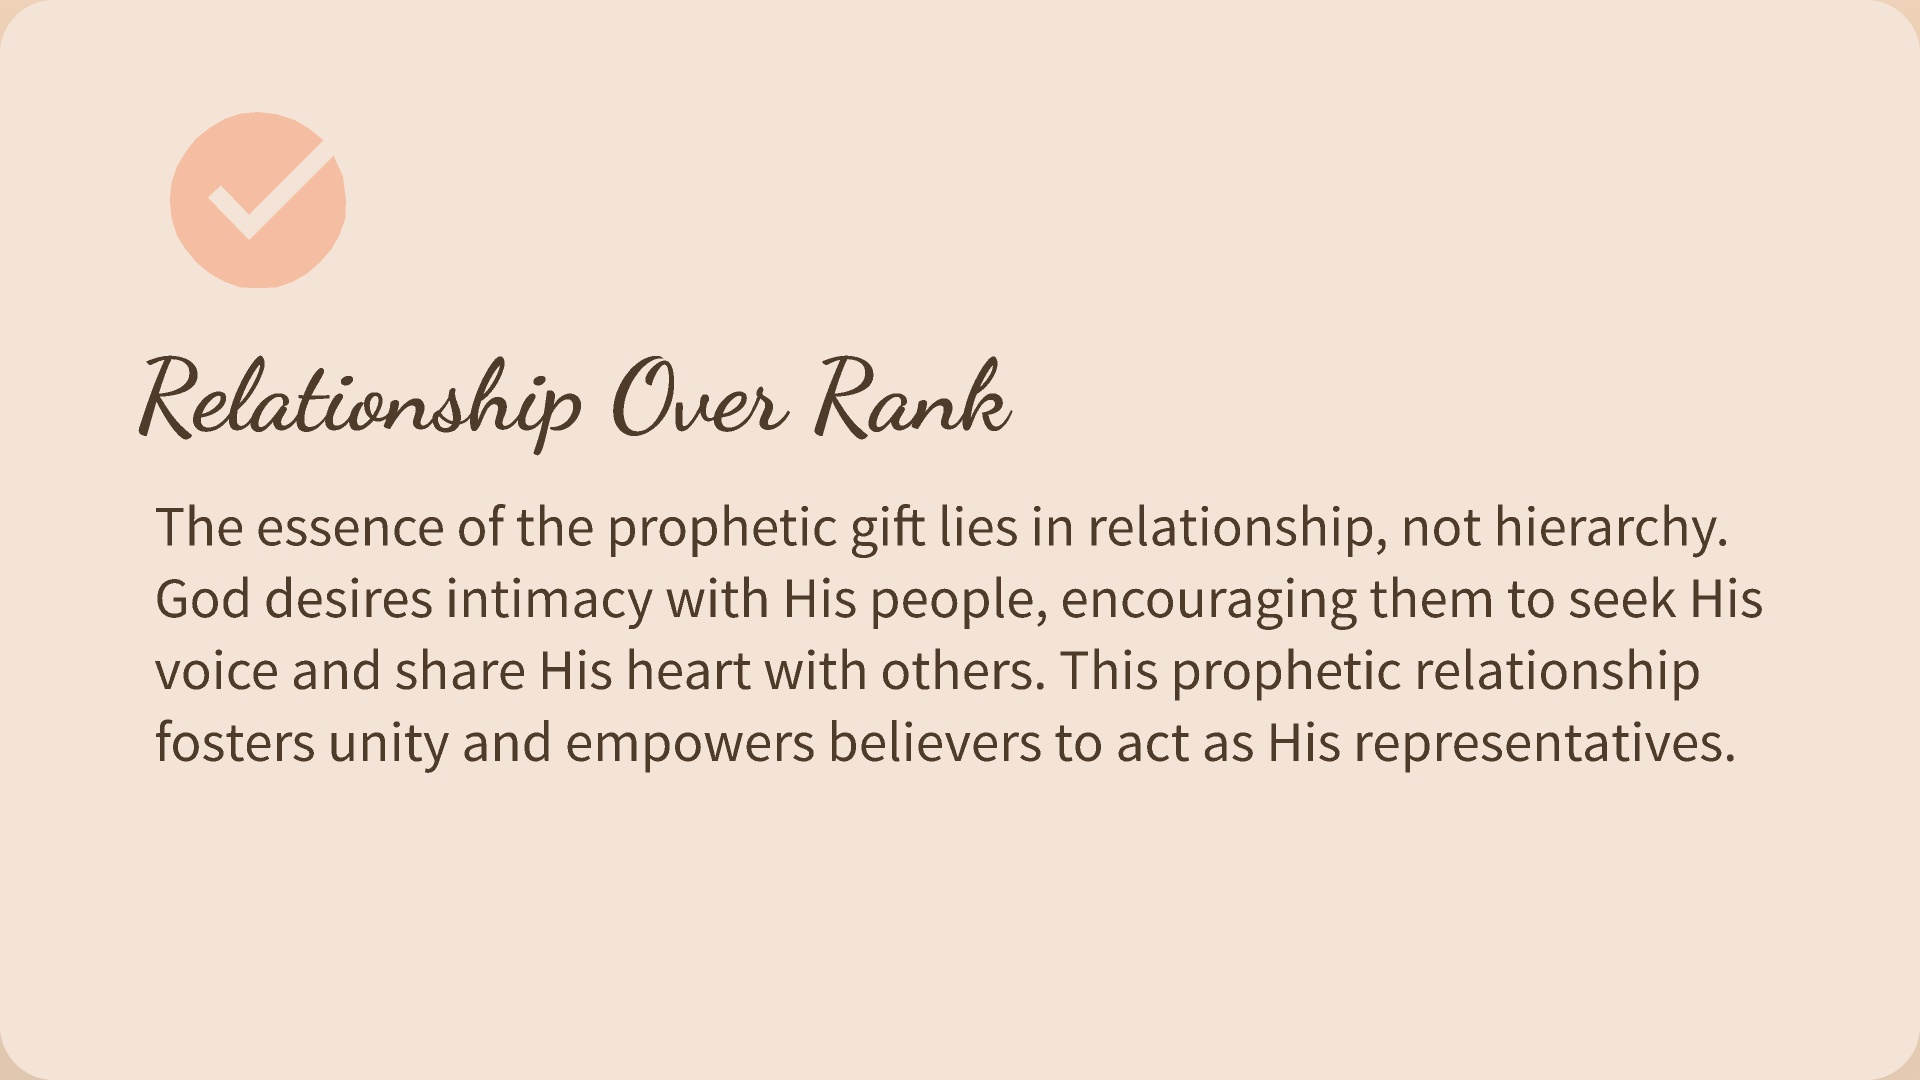 Relationship Over Rank
The essence of the prophetic gift lies in relationship, not hierarchy.
God desires intimacy with His people, encouraging them to seek His
voice and share His heart with others. This prophetic relationship
fosters unity and empowers believers to act as His representatives.